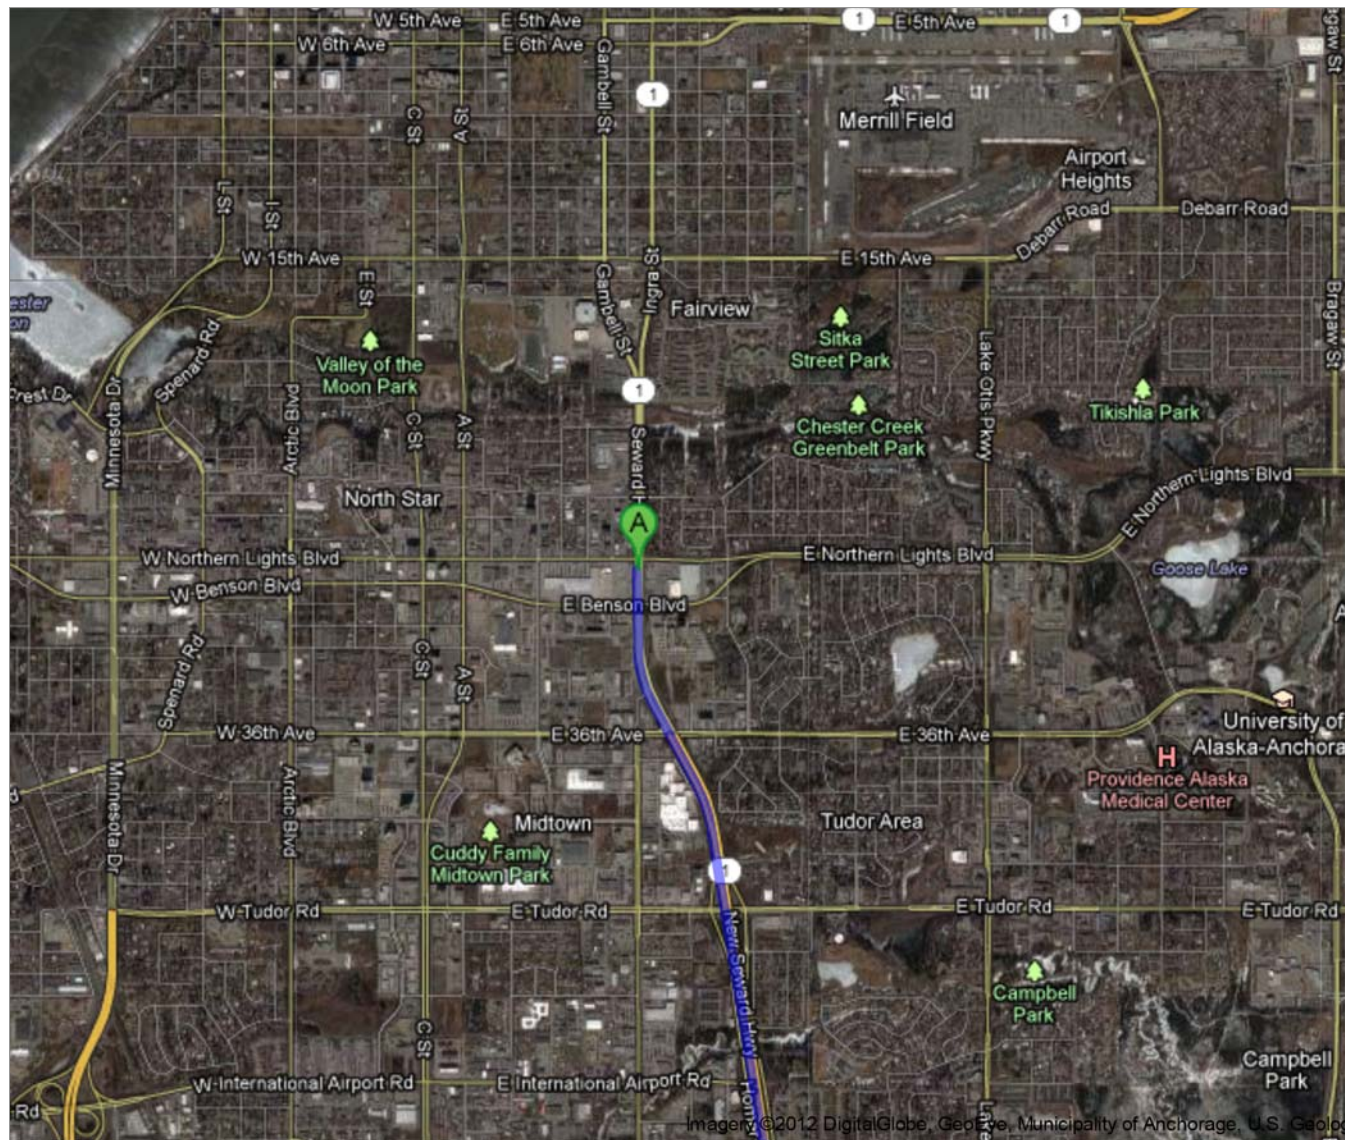 W 5th Ave
E 5th Ave
1
E 5th Ave
1
W 6th Ave
E 6th Ave
Gambell St
1
Merrill Field
C St
A St
Airport
Heights
L St
I St
Debarr Road
Debarr Road
W 15th Ave
E 15th Ave
E St
Gambell St
Ingra St
Fairview
Bragaw St
Sitka
Street Park
Spenard Rd
Valley of the
Moon Park
Lake Otis Pkwy
1
Minnesota Dr
Arctic Blvd
C St
A St
Seward H
Chester Creek
Greenbelt Park
Tikishla Park
North Star
E Northern Lights Blvd
A
W Northern Lights Blvd
E Northern Lights Blvd
Goose Lake
W Benson Blvd
E Benson Blvd
Spenard Rd
C St
A St
W 36th Ave
E 36th Ave
E 36th Ave
University of
Alaska-Anchora
H
Providence Alaska
Medical Center
Minnesota Dr
Arctic Blvd
Midtown
Tudor Area
Cuddy Family
Midtown Park
1
W Tudor Rd
E Tudor Rd
E Tudor Rd
E Tudor Rd
New Seward Hwy
Campbell
Park
C St
Campbell
Park
W International Airport Rd
E International Airport Rd
Rd
Lake
Imagery ©2012 DigitalGlobe, GeoEye, Municipality of Anchorage, U.S. Geolog